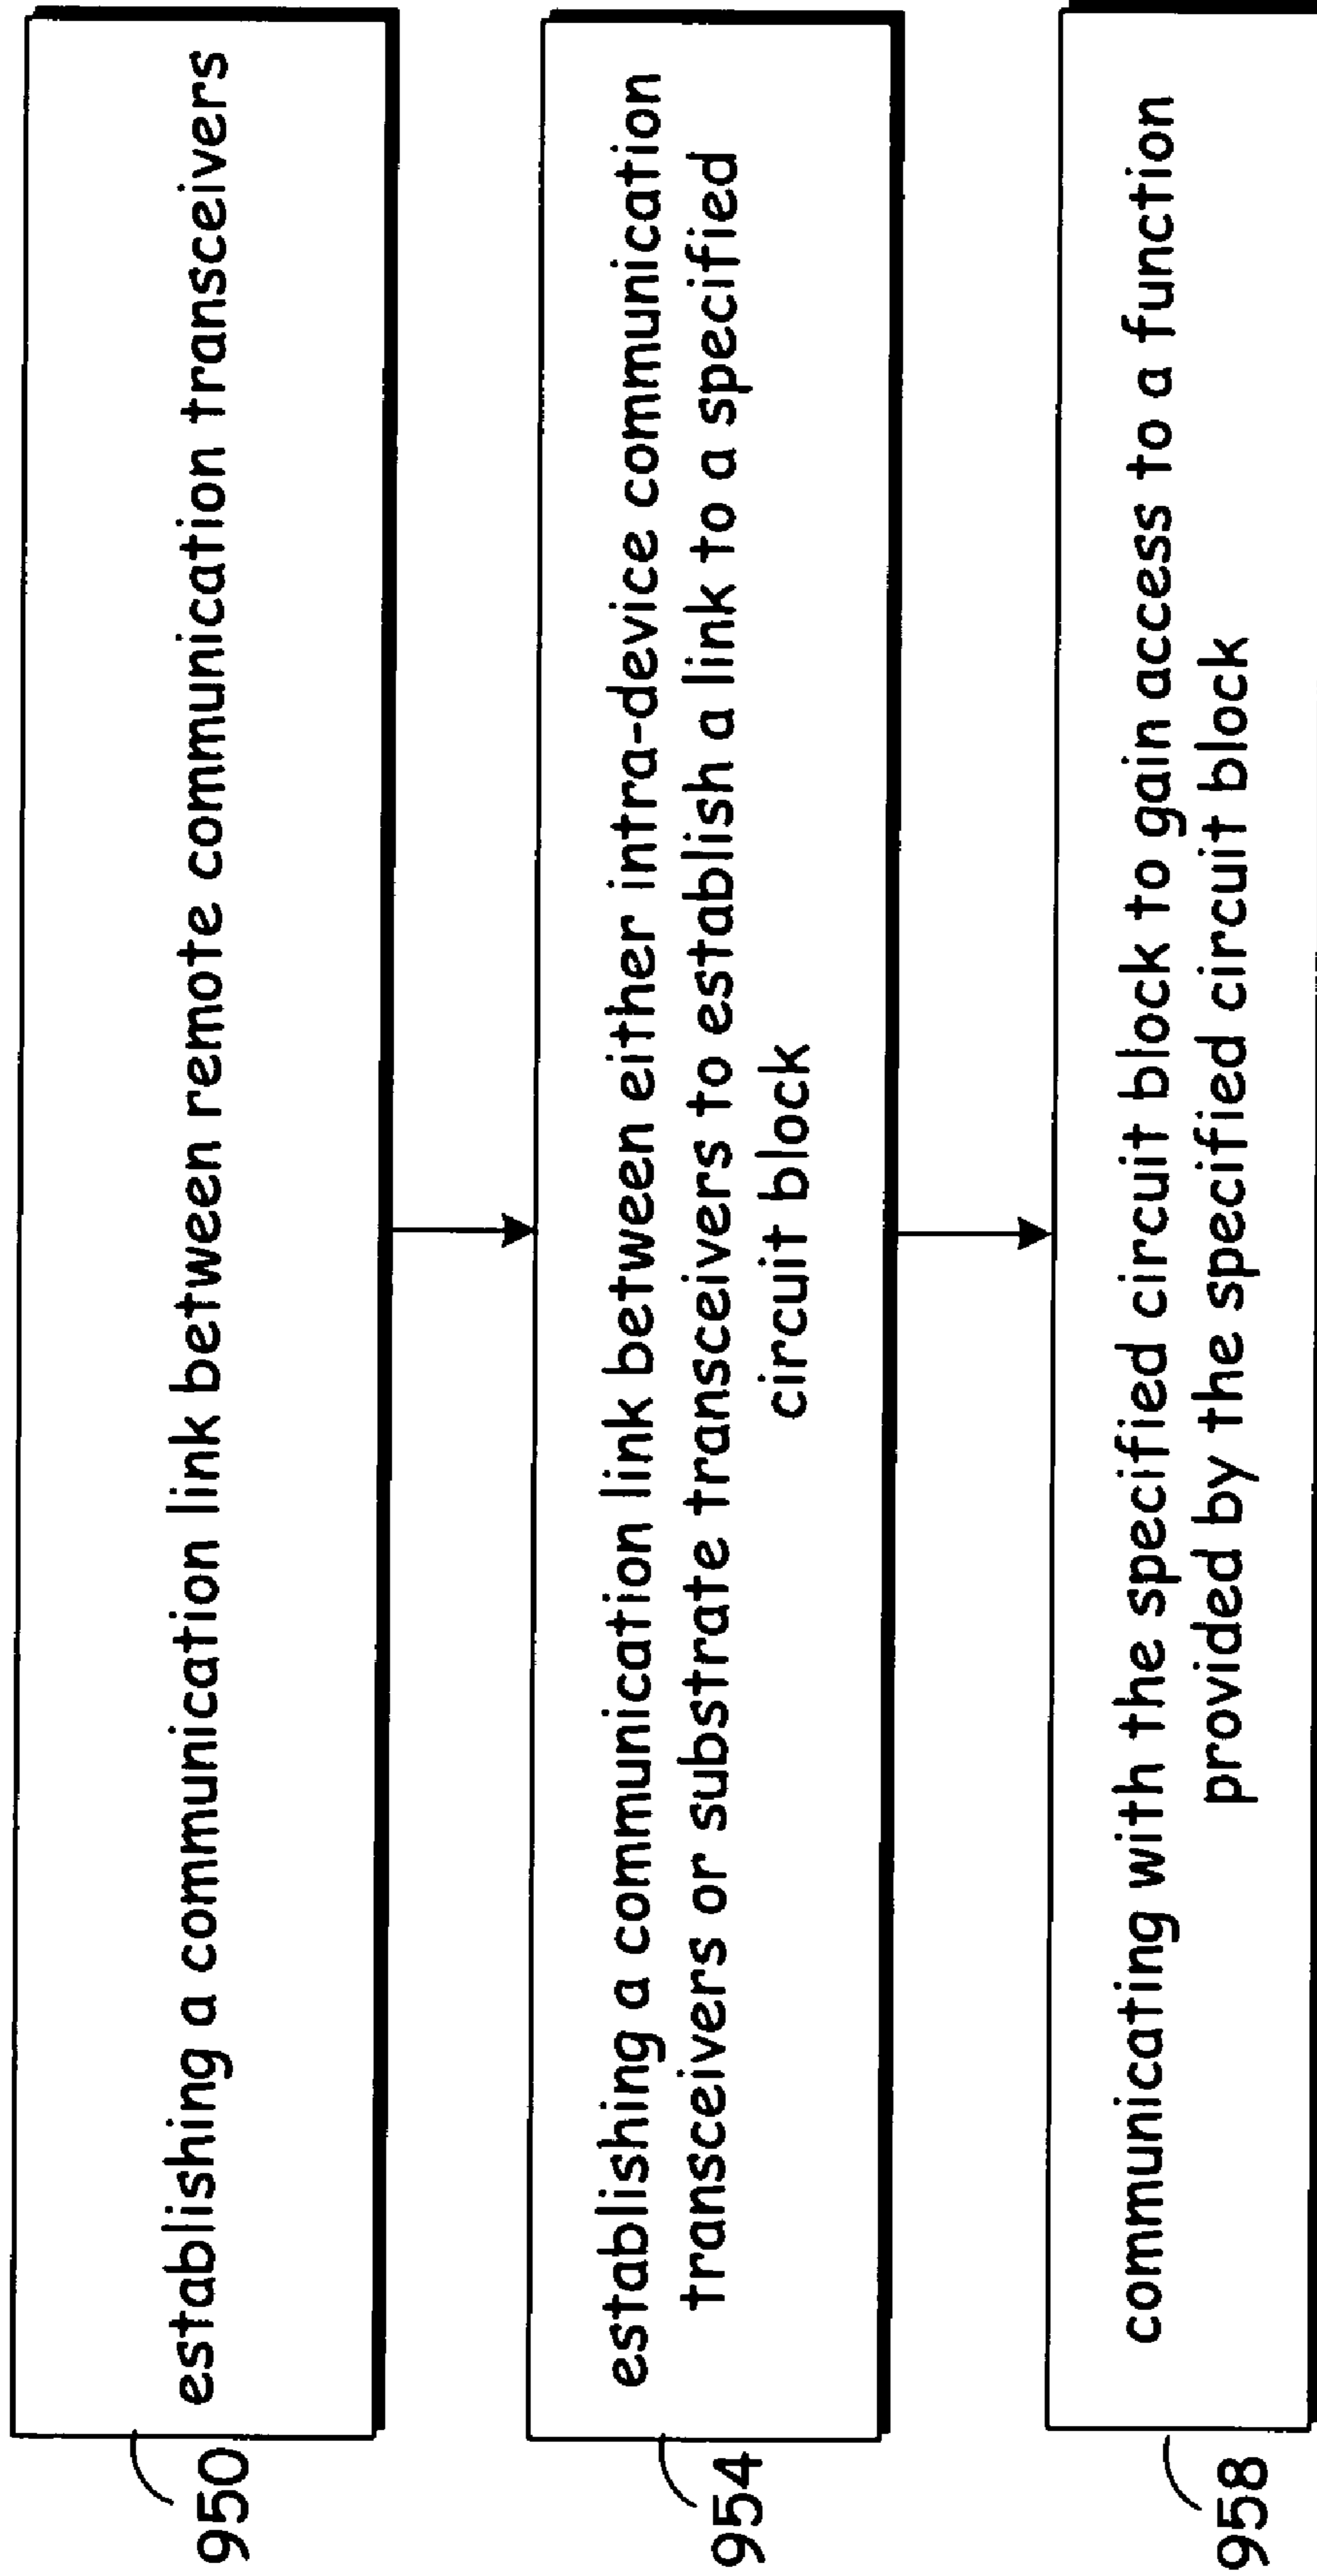 establishing a communication link between remote communication transceivers
950
establishing a communication link between either intra-device communication
transceivers or substrate transceivers to establish a link to a specified
circuit block
954
communicating with the specified circuit block to gain access to a function
provided by the specified circuit block
958